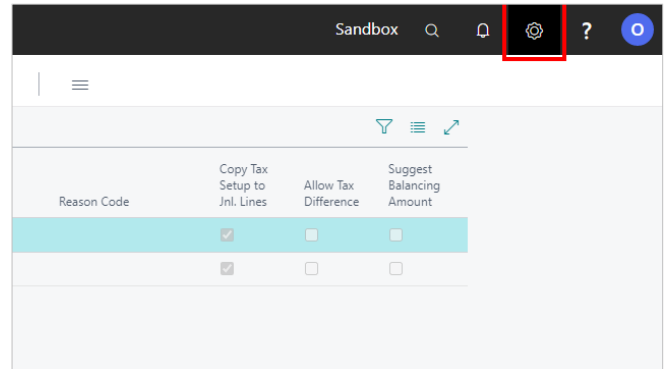 Sandbox ? O
Copy Tax Suggest
Setup to Allow Tax Balancing
Reason Code Jnl. Lines Difference Amount